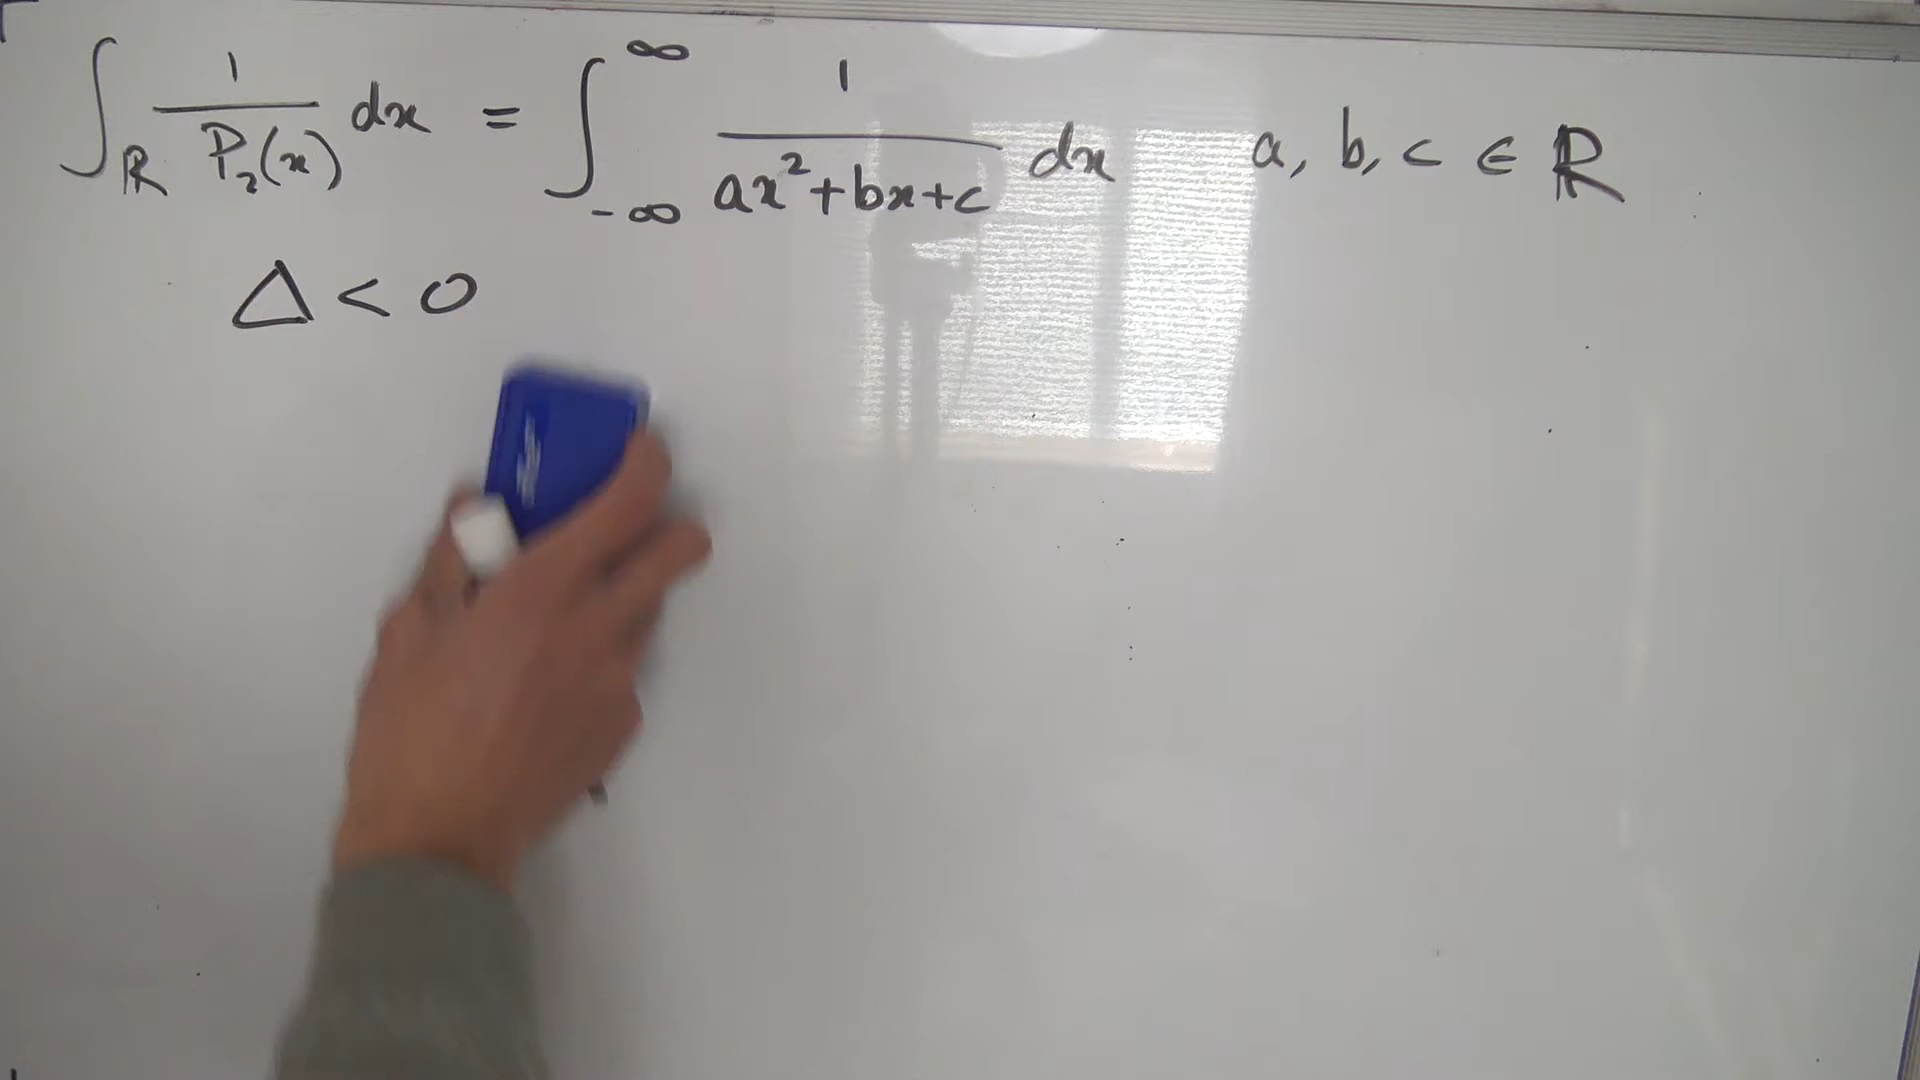 ∫_ℝ 1/P₂(x) dx = ∫_{-∞}^{∞} 1/(ax²+bx+c) dx a, b, c ∈ ℝ
Δ < 0